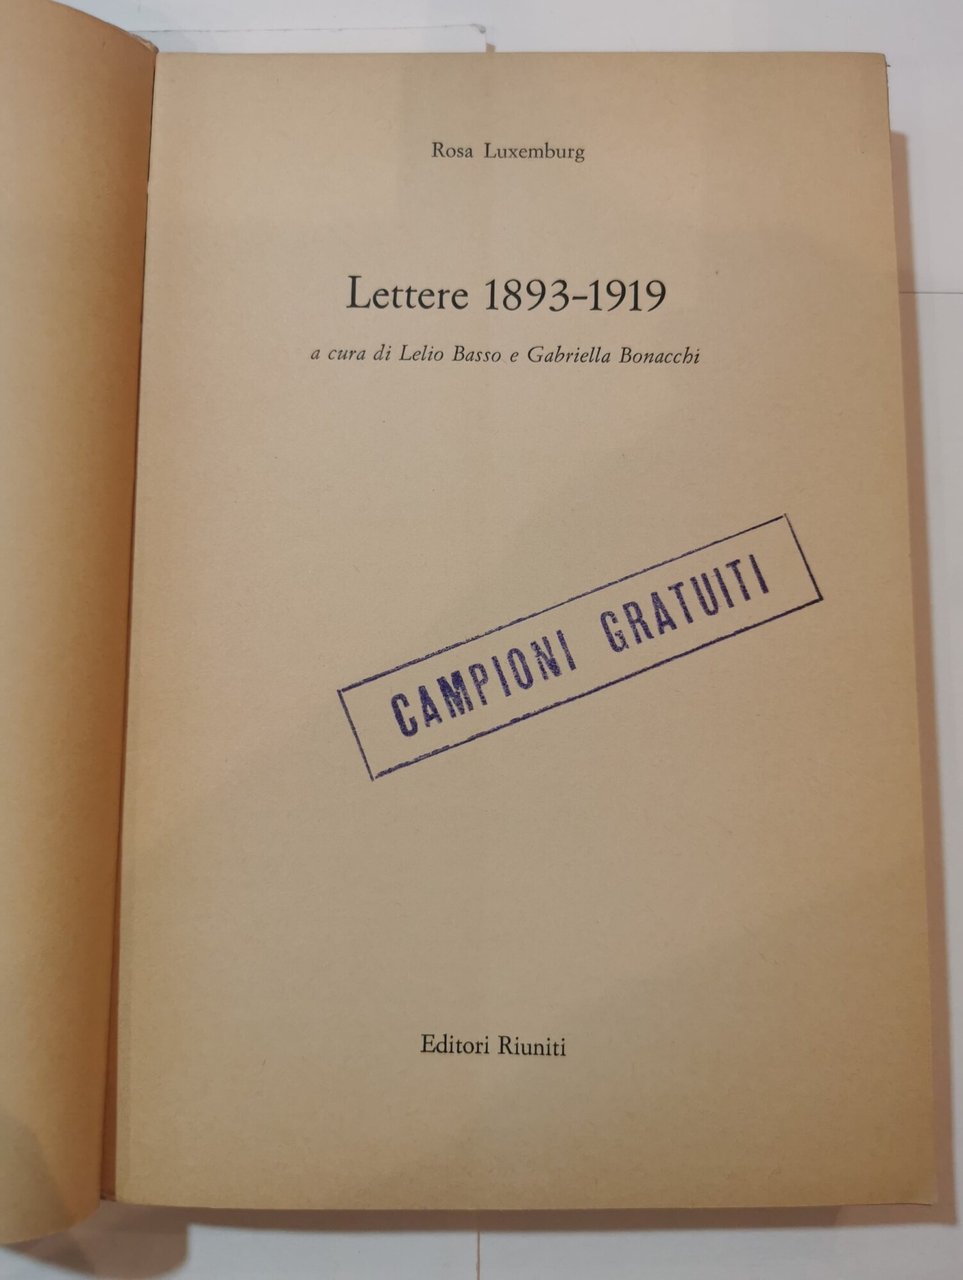 Rosa Luxemburg
Lettere 1893-1919
a cura di Lelio Basso e Gabriella Bonacchi
CAMPIONI GRATUITI
Editori Riuniti